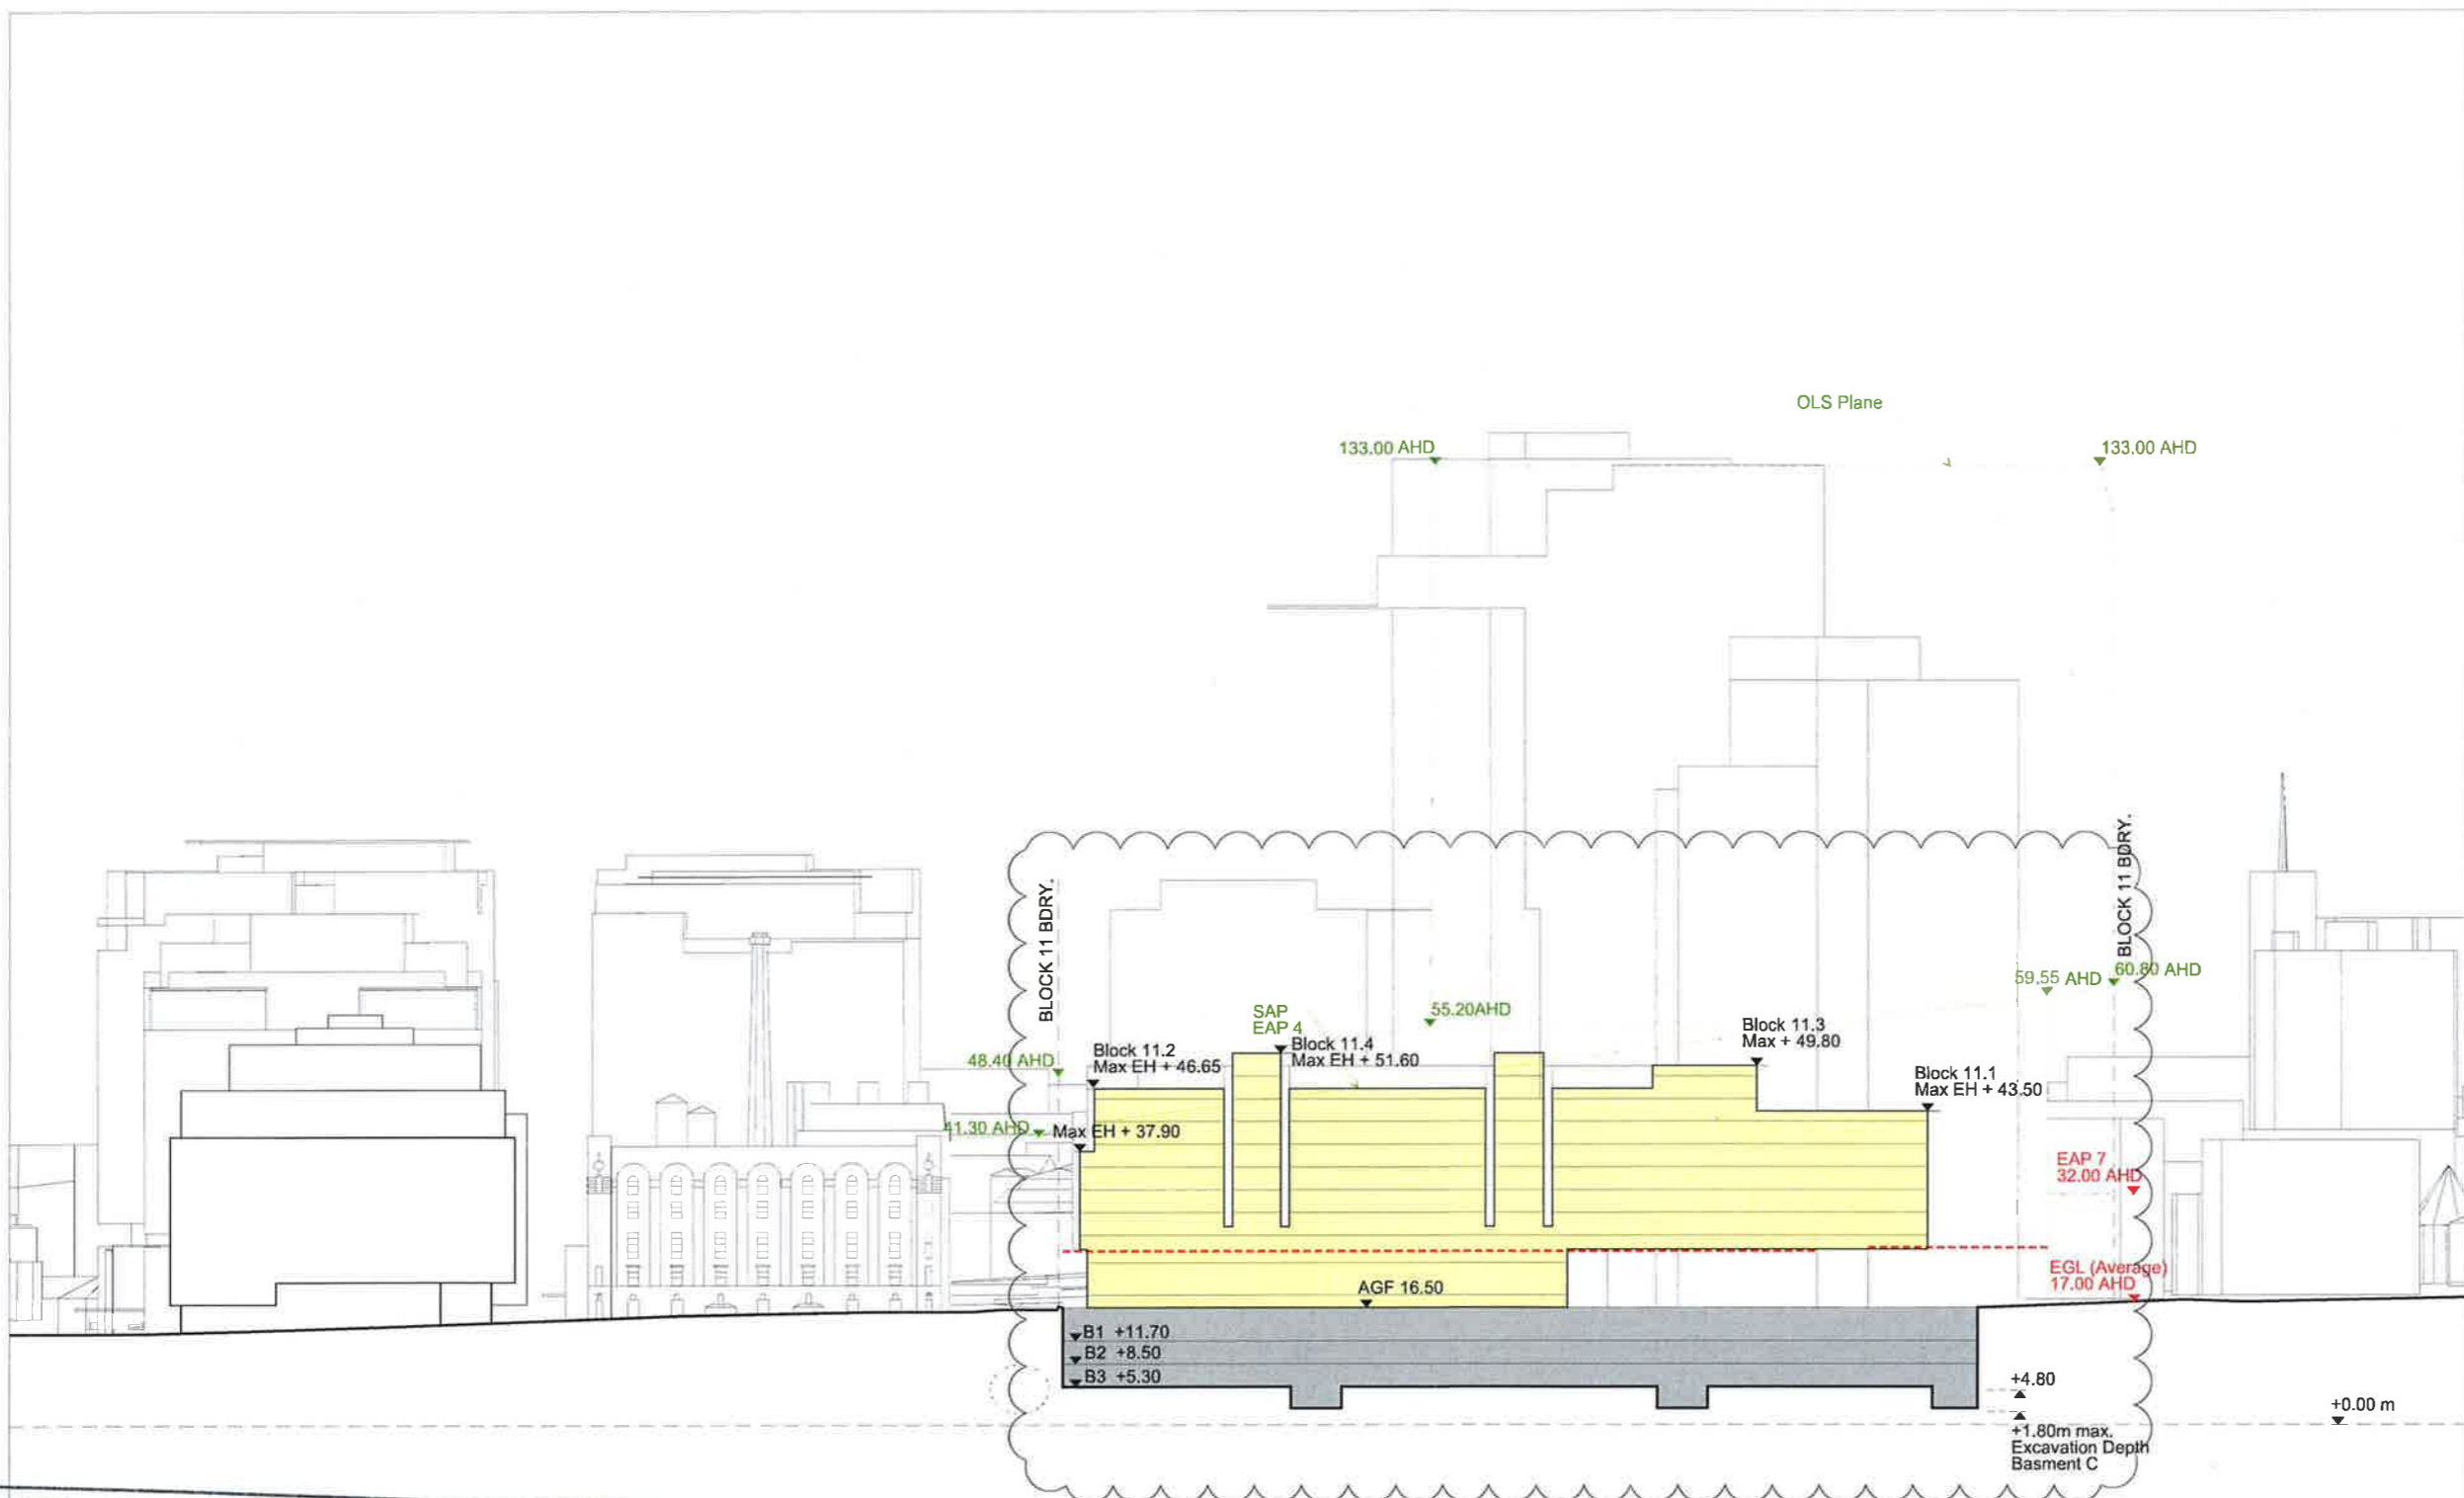 OLS Plane
133.00 AHD
133.00 AHD
BLOCK 11 BDRY.
BLOCK 11 BDRY.
59.55 AHD
60.80 AHD
SAP
EAP 4
55.20AHD
Block 11.3
Max + 49.80
Block 11.2
Max EH + 46.65
Block 11.4
Max EH + 51.60
48.40 AHD
Block 11.1
Max EH + 43.50
41.30 AHD
Max EH + 37.90
EAP 7
32.00 AHD
EGL (Average)
17.00 AHD
AGF 16.50
B1 +11.70
B2 +8.50
B3 +5.30
+4.80
+0.00 m
+1.80m max.
Excavation Depth
Basment C